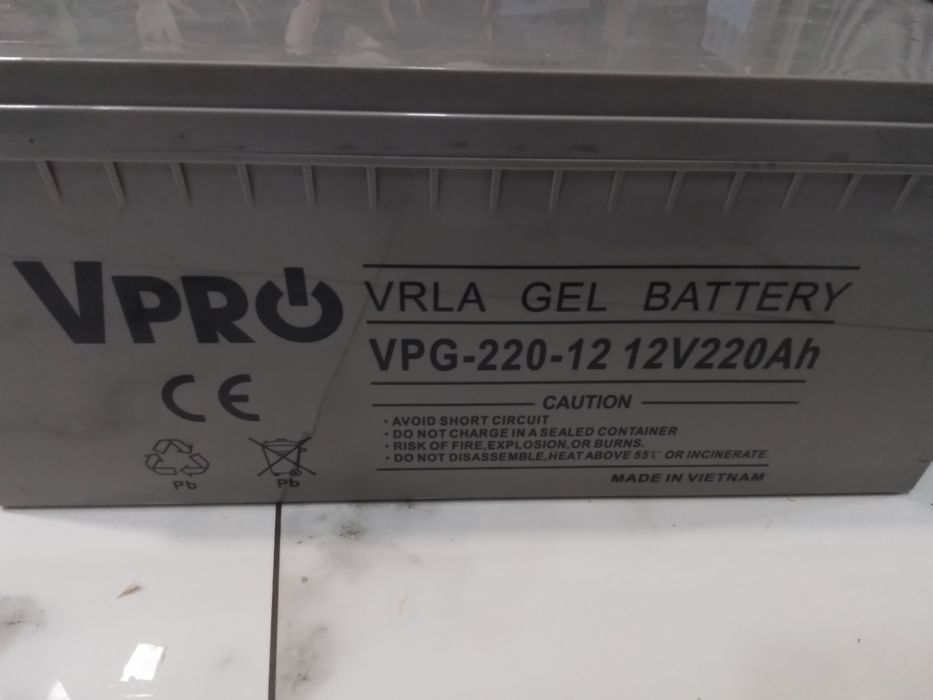 VPRO
VRLA GEL BATTERY
VPG-220-12 12V220Ah
CE
CAUTION
• AVOID SHORT CIRCUIT
• DO NOT CHARGE IN A SEALED CONTAINER
• RISK OF FIRE,EXPLOSION,OR BURNS.
• DO NOT DISASSEMBLE,HEAT ABOVE 55℃ OR INCINERATE.
Pb
Pb
MADE IN VIETNAM